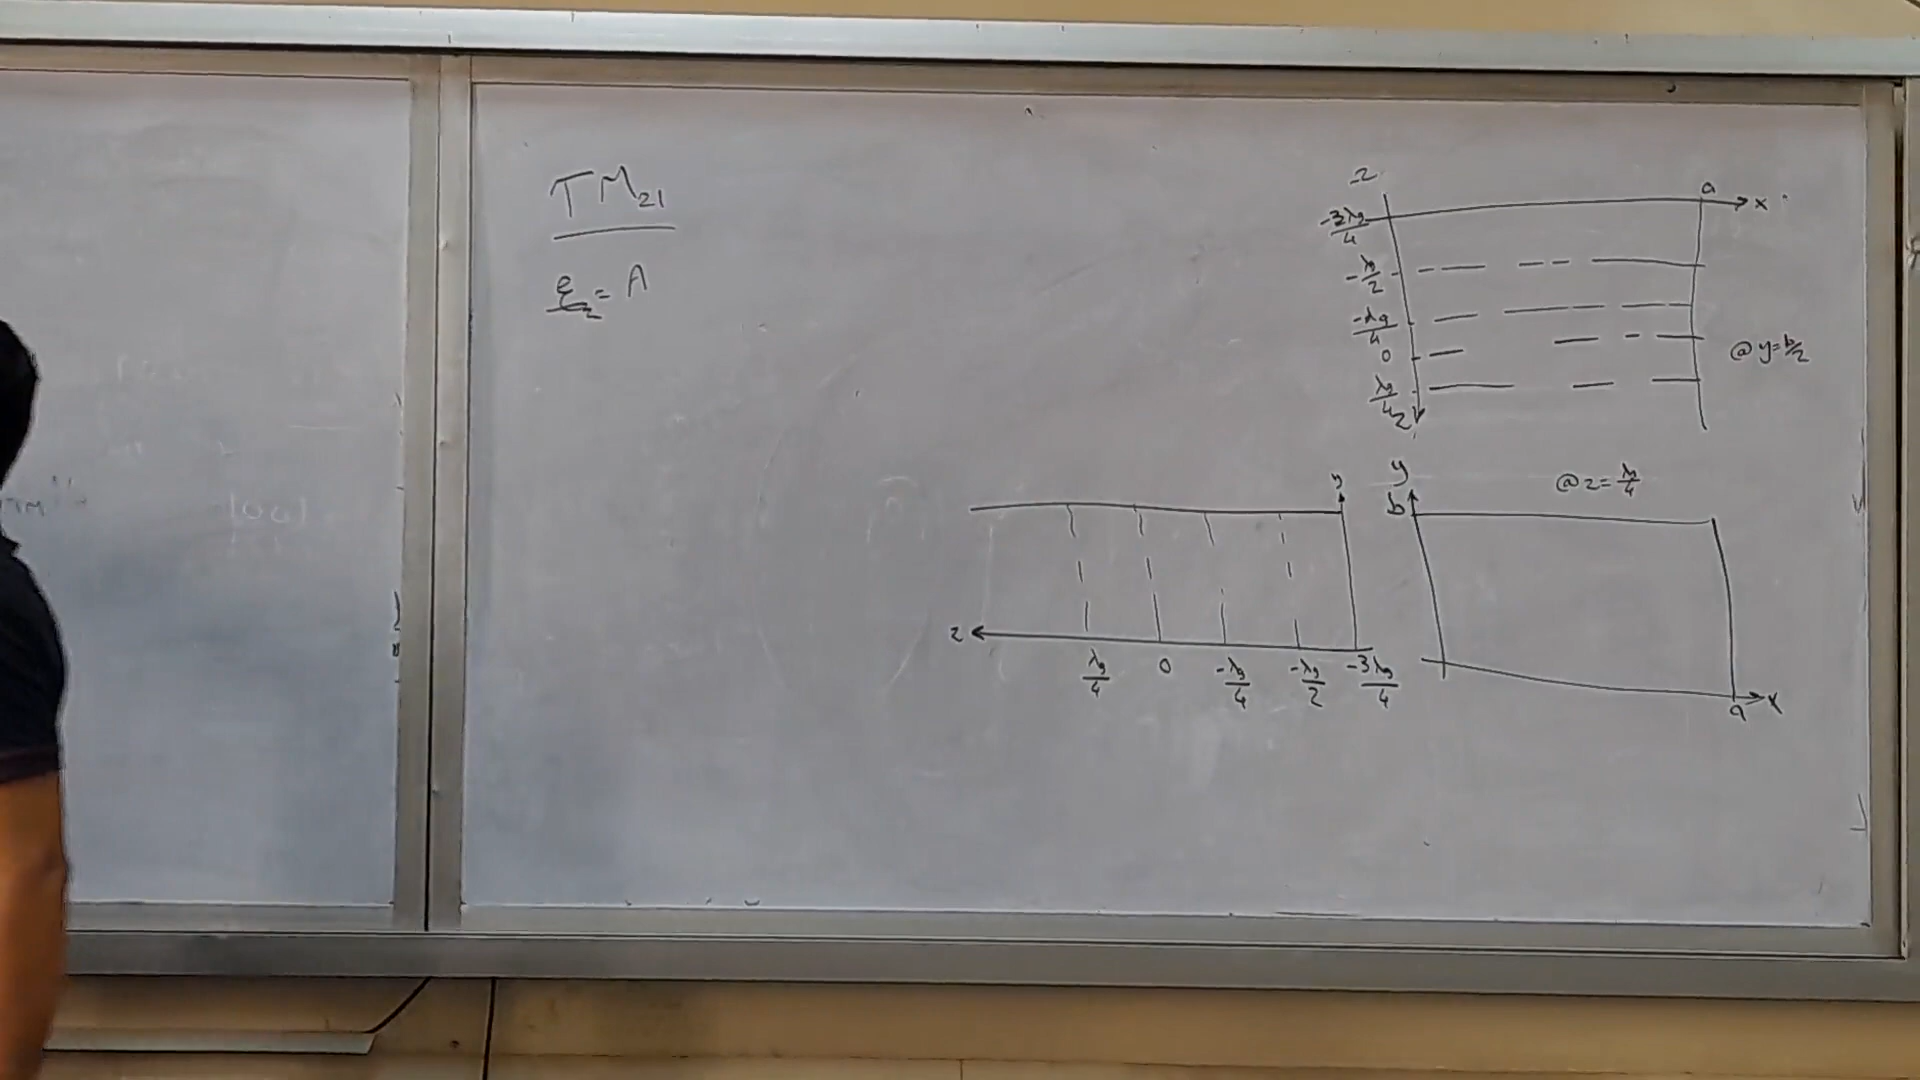 TM21
ez = A
-z
a
x
-3λg/4
-λg/2
-λg/4
0
λg/4
z
@ y=b/2
y
b
@ z = λg/4
a
x
y
z
λg/4
0
-λg/4
-λg/2
-3λg/4